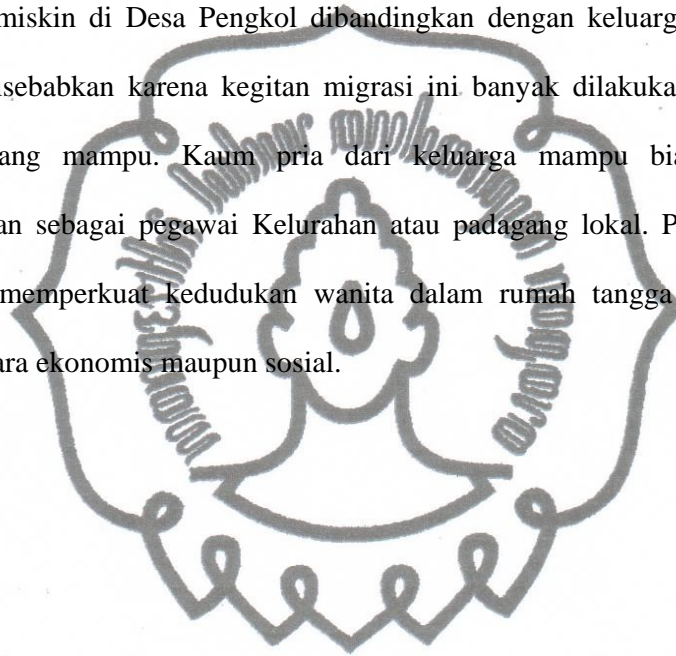 miskin di Desa Pengkol dibandingkan dengan keluarg
sebabkan karena kegitan migrasi ini banyak dilakuka
ang mampu. Kaum pria dari keluarga mampu bia
an sebagai pegawai Kelurahan atau padagang lokal. P
memperkuat kedudukan wanita dalam rumah tangga
ara ekonomis maupun sosial.